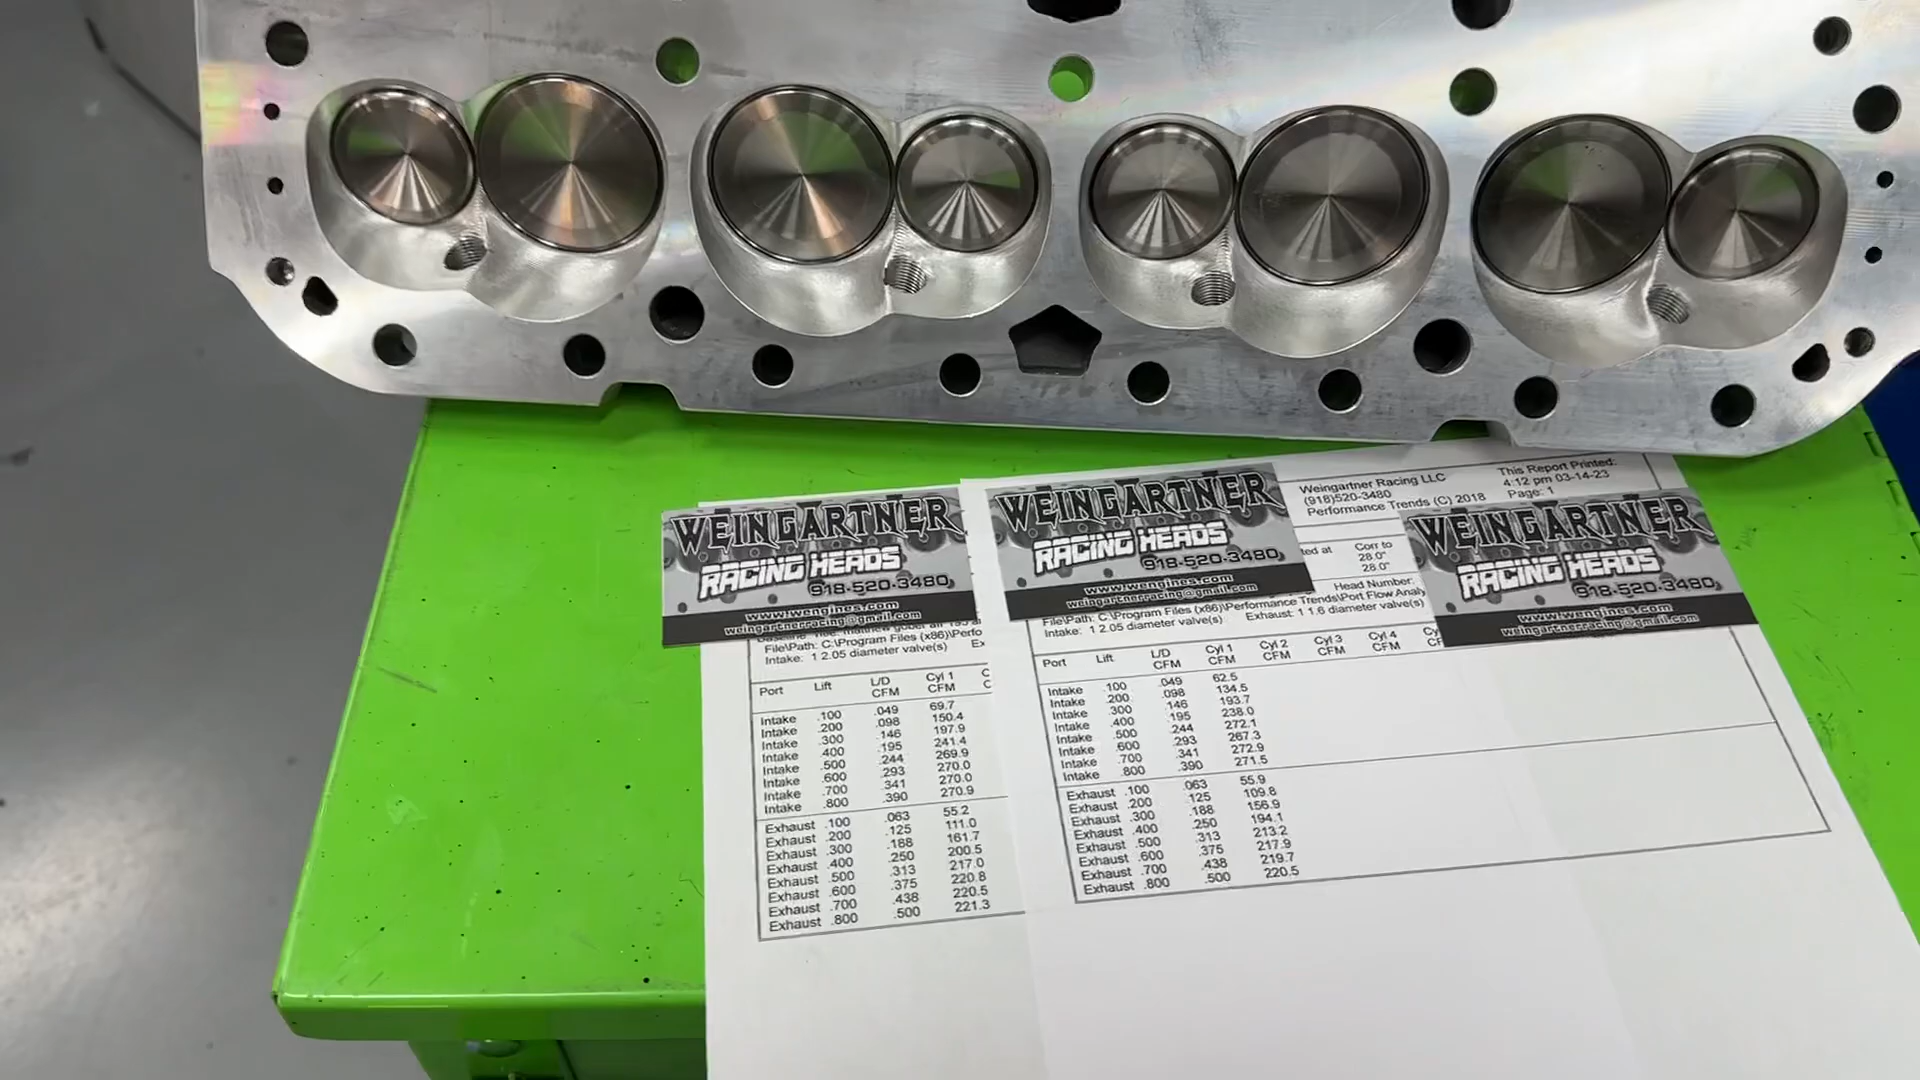 WEINGARTNER
RACING HEADS
918-520-3480
www.wengines.com
weingartnerracing@gmail.com
File\Path: C:\Program Files (x86)\Perfo
Intake: 1 2.05 diameter valve(s) Ex
Port Lift L/D CFM Cyl 1 CFM C C
Intake .100 .049 69.7
Intake .200 .098 150.4
Intake .300 .146 197.9
Intake .400 .195 241.4
Intake .500 .244 269.9
Intake .600 .293 270.0
Intake .700 .341 270.0
Intake .800 .390 270.9
Exhaust .100 .063 55.2
Exhaust .200 .125 111.0
Exhaust .300 .188 161.7
Exhaust .400 .250 200.5
Exhaust .500 .313 217.0
Exhaust .600 .375 220.8
Exhaust .700 .438 220.5
Exhaust .800 .500 221.3
WEINGARTNER
RACING HEADS
918-520-3480
www.wengines.com
weingartnerracing@gmail.com
Weingartner Racing LLC
(918)520-3480
Performance Trends (C) 2018
This Report Printed:
4:12 pm 03-14-23
Page: 1
ted at Corr to
28.0"
28.0"
Head Number:
File\Path: C:\Program Files (x86)\Performance Trends\Port Flow Analy
Intake: 1 2.05 diameter valve(s) Exhaust: 1 1.6 diameter valve(s)
Port Lift L/D CFM Cyl 1 CFM Cyl 2 CFM Cyl 3 CFM Cyl 4 CFM Cy CF
Intake .100 .049 62.5
Intake .200 .098 134.5
Intake .300 .146 193.7
Intake .400 .195 238.0
Intake .500 .244 272.1
Intake .600 .293 267.3
Intake .700 .341 272.9
Intake .800 .390 271.5
Exhaust .100 .063 55.9
Exhaust .200 .125 109.8
Exhaust .300 .188 156.9
Exhaust .400 .250 194.1
Exhaust .500 .313 213.2
Exhaust .600 .375 217.9
Exhaust .700 .438 219.7
Exhaust .800 .500 220.5
WEINGARTNER
RACING HEADS
918-520-3480
www.wengines.com
weingartnerracing@gmail.com